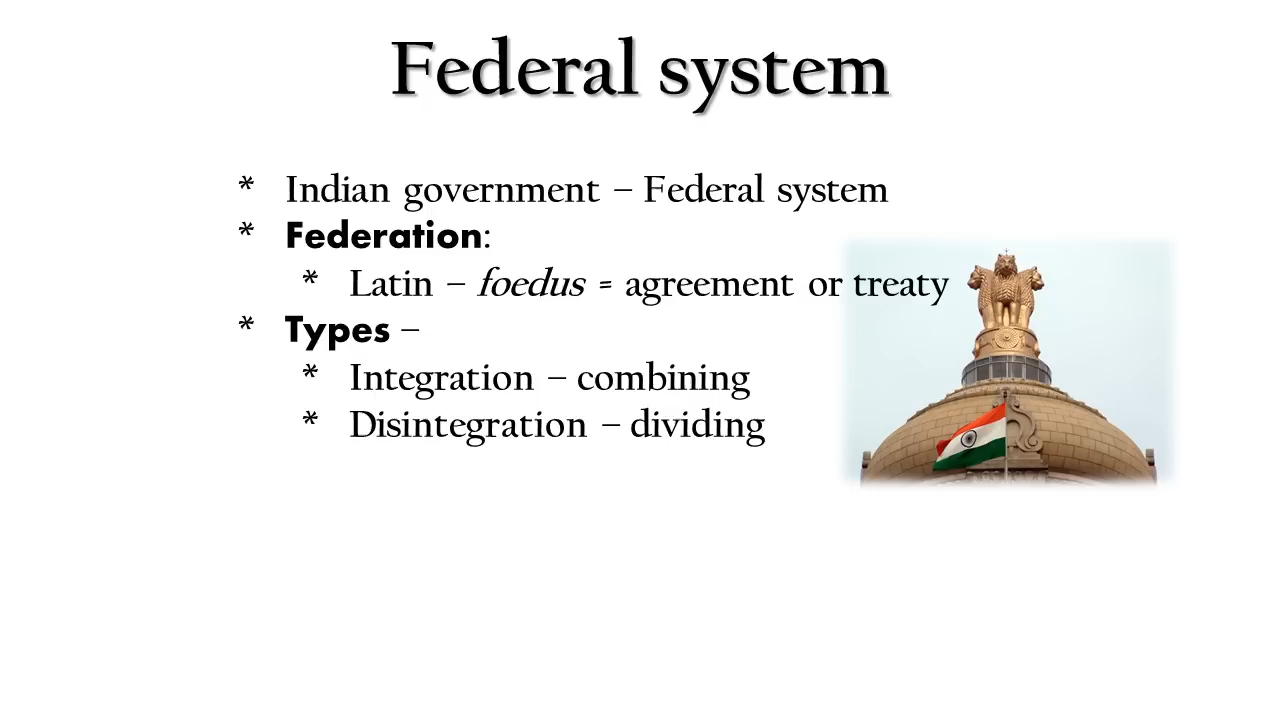 Federal system
* Indian government – Federal system
* Federation:
* Latin – foedus = agreement or treaty
* Types –
* Integration – combining
* Disintegration – dividing